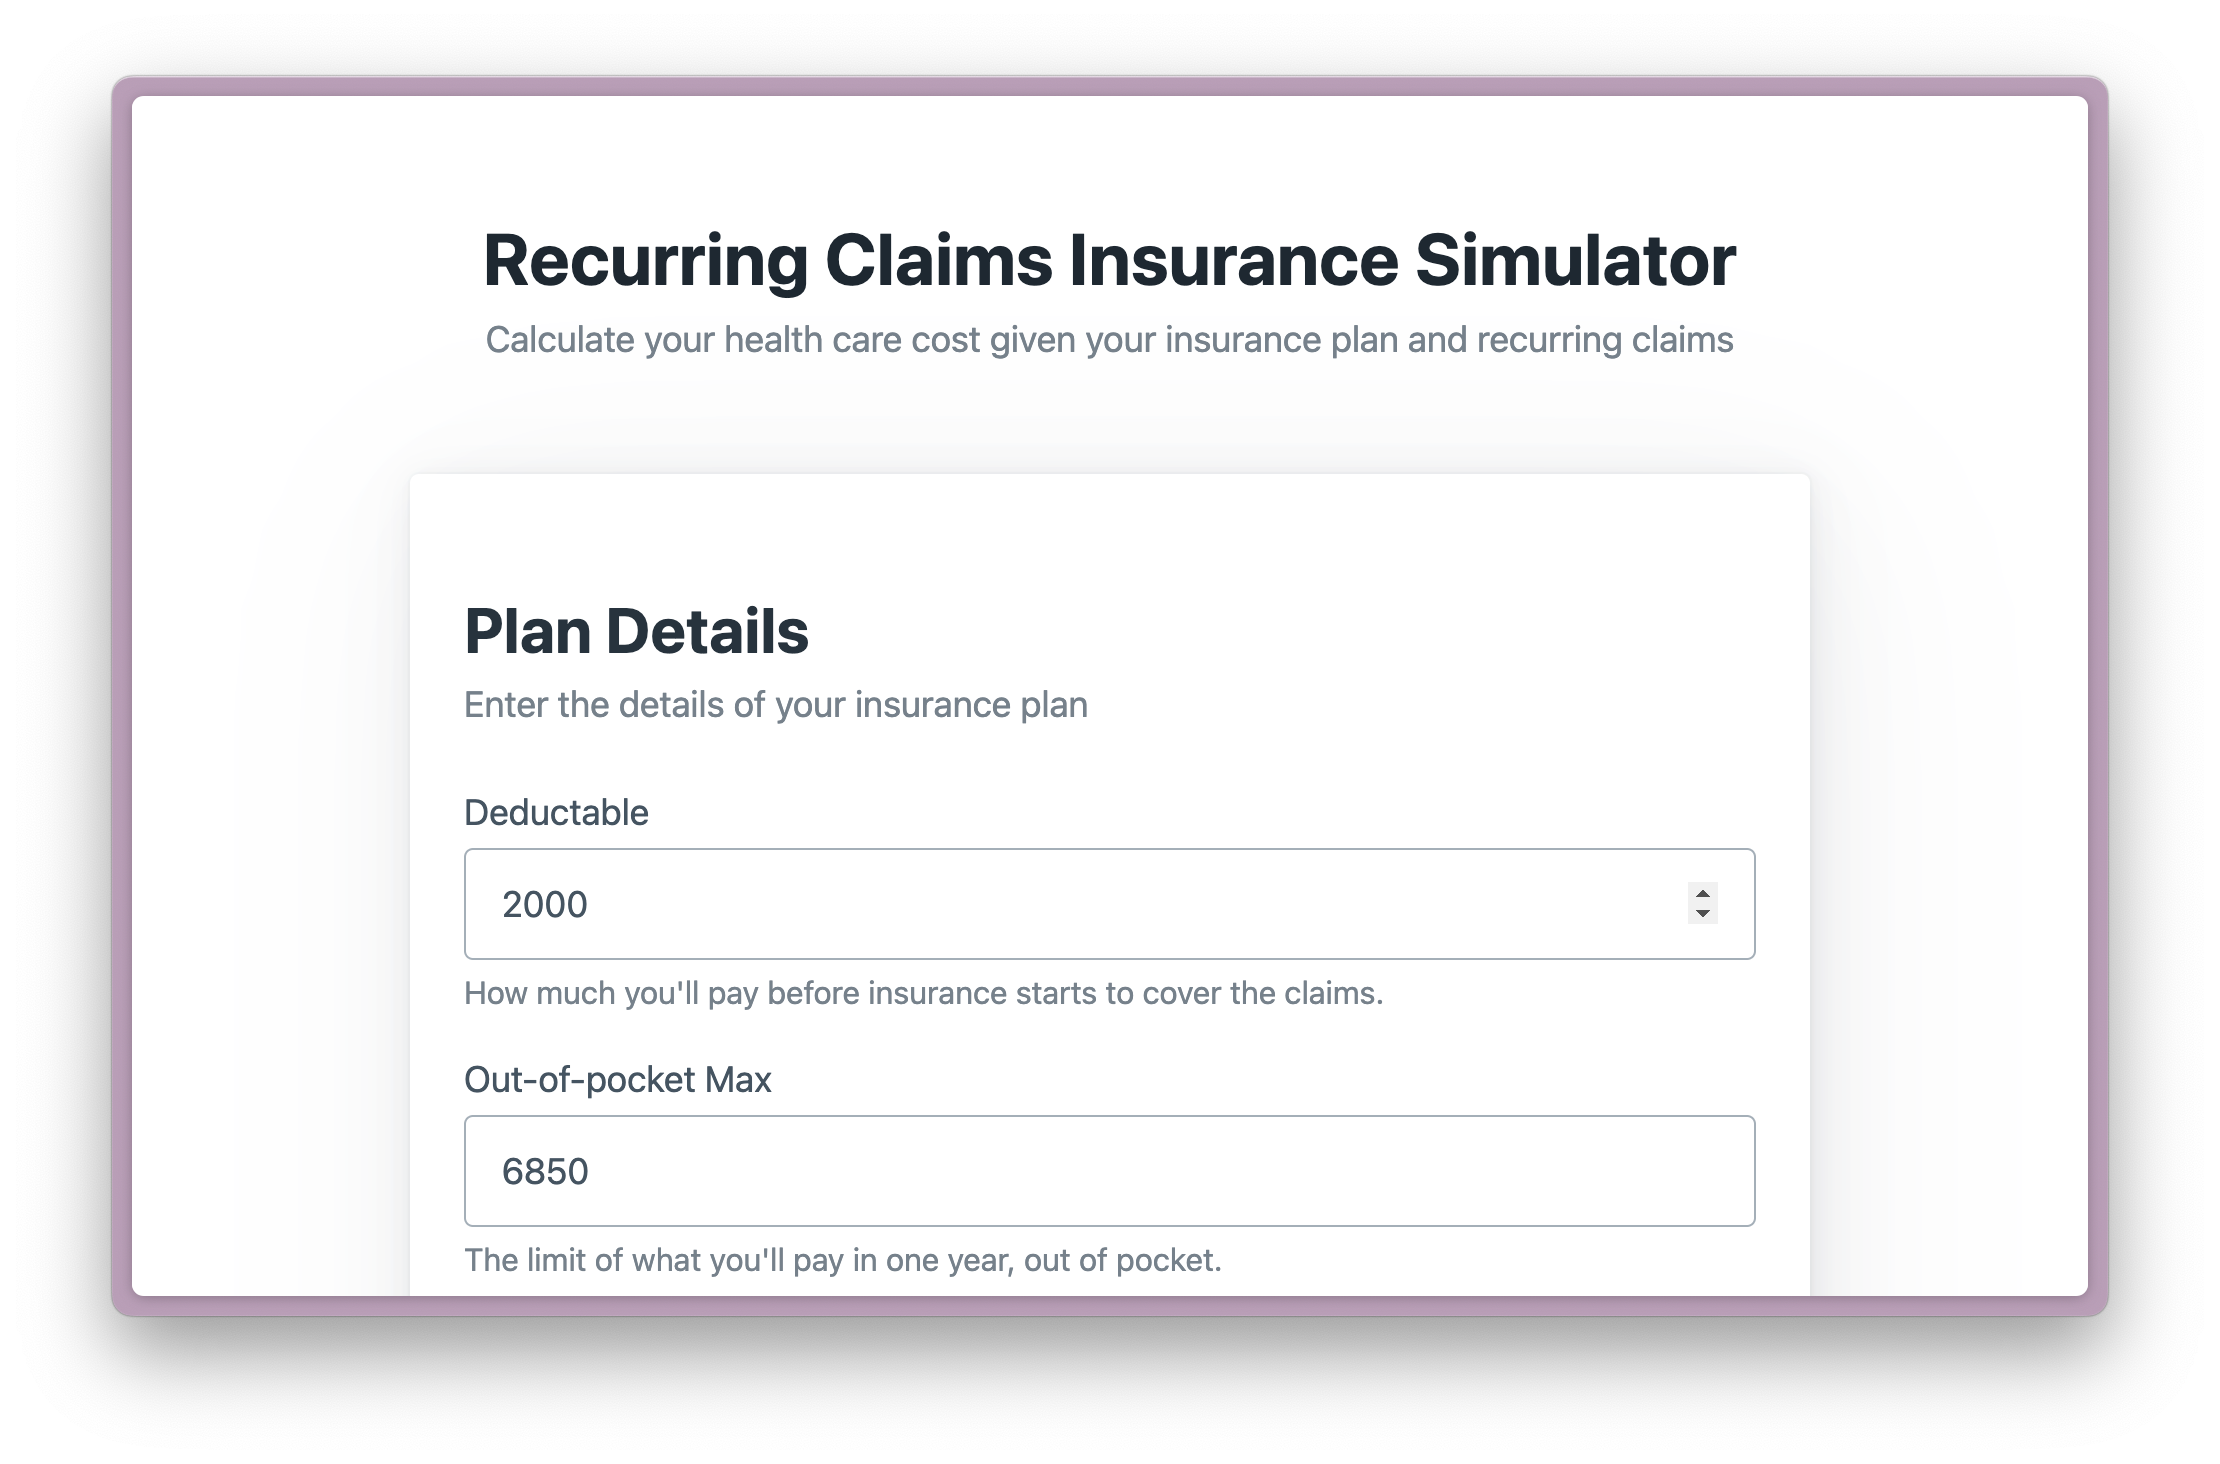 Recurring Claims Insurance Simulator
Calculate your health care cost given your insurance plan and recurring claims
Plan Details
Enter the details of your insurance plan
Deductable
2000
How much you'll pay before insurance starts to cover the claims.
Out-of-pocket Max
6850
The limit of what you'll pay in one year, out of pocket.